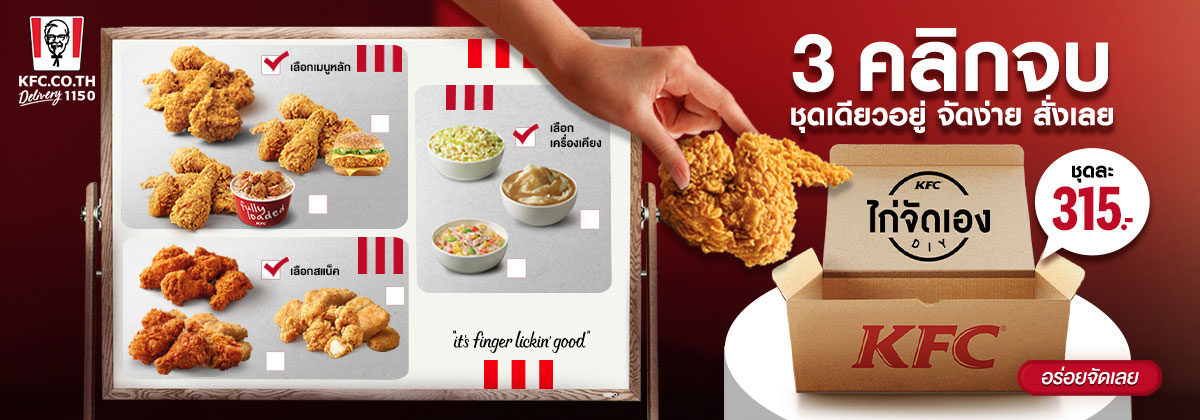 KFC.CO.TH
Delivery 1150
เลือกเมนูหลัก
fully
loaded
KFC
เลือกสแน็ค
เลือก
เครื่องเคียง
"it's finger lickin' good"
3 คลิกจบ
ชุดเดียวอยู่ จัดง่าย สั่งเลย
KFC
ไก่จัดเอง
DIY
ชุดละ
315.-
KFC
อร่อยจัดเลย